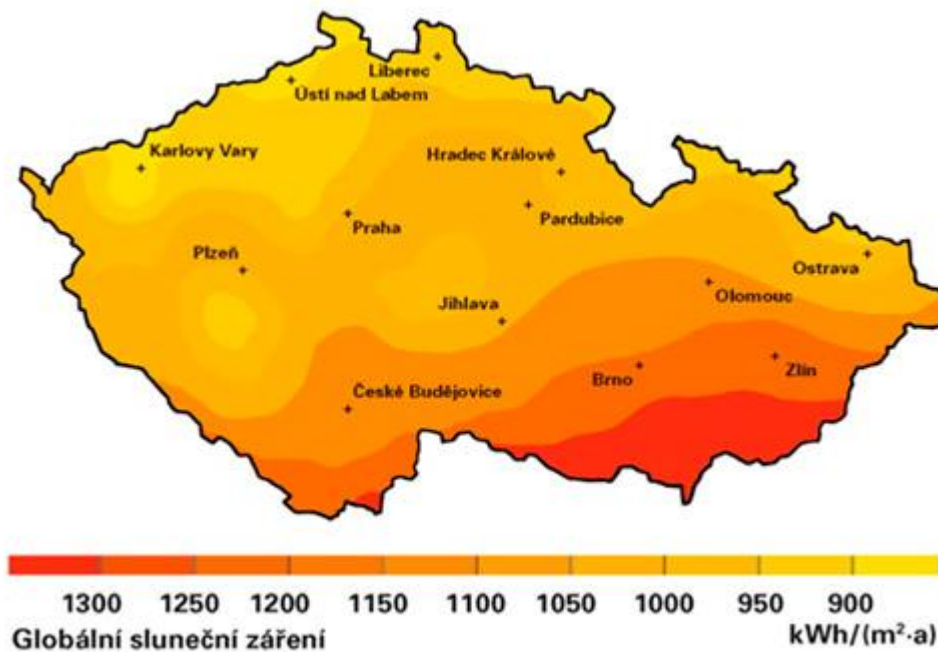 Liberec
Ústí nad Labem
Karlovy Vary
Hradec Králové
Praha
Pardubice
Plzeň
Ostrava
Olomouc
Jihlava
Zlín
Brno
České Budějovice
1300 1250 1200 1150 1100 1050 1000 950 900
Globální sluneční záření kWh/(m²·a)